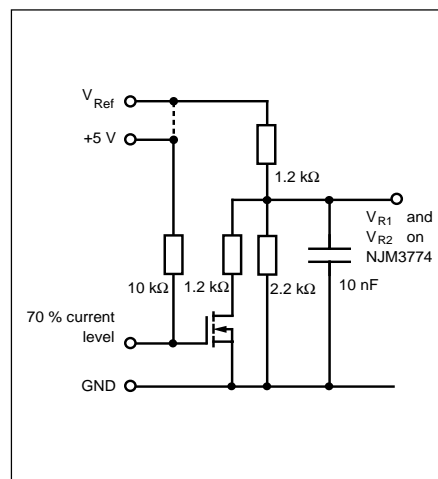 V Ref
+5 V
1.2 kΩ
V R1 and
V R2 on
NJM3774
10 kΩ
1.2 kΩ
2.2 kΩ
10 nF
70 % current
level
GND